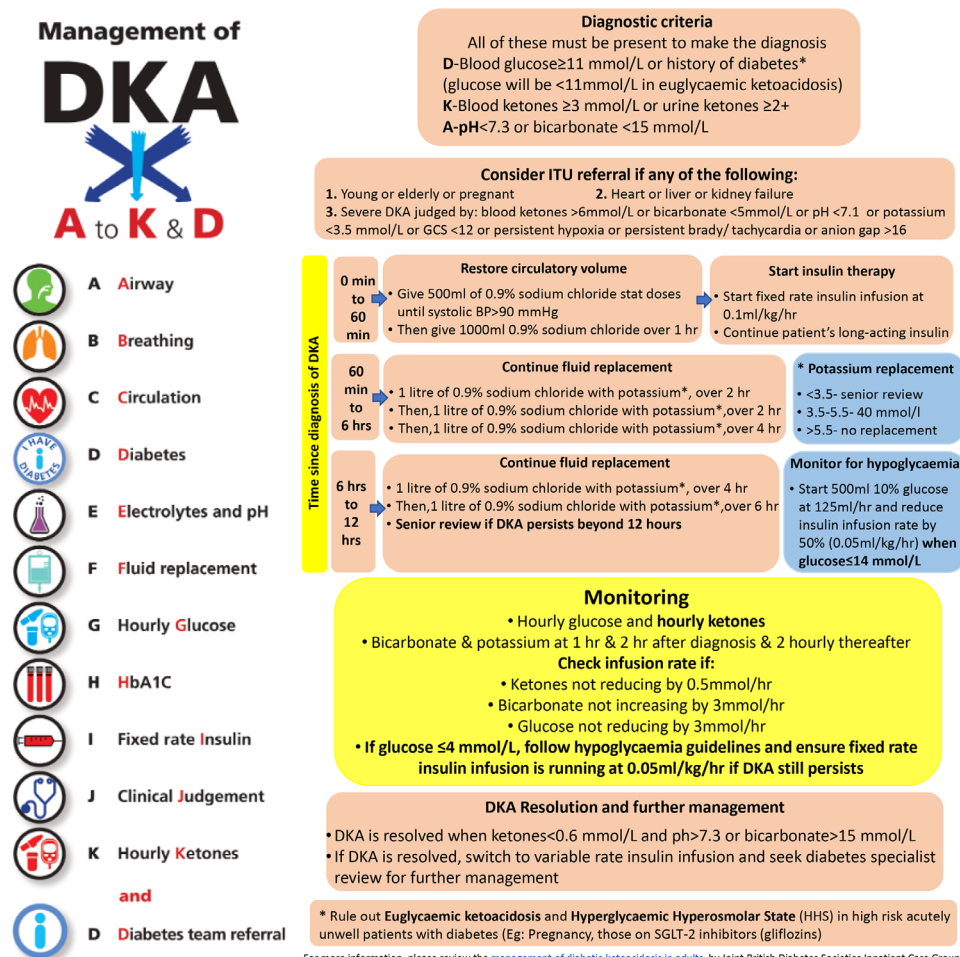 Management of
DKA
A to K & D
A Airway
B Breathing
C Circulation
I HAVE
DIABETES
D Diabetes
E Electrolytes and pH
F Fluid replacement
G Hourly Glucose
H HbA1C
I Fixed rate Insulin
J Clinical Judgement
K Hourly Ketones
and
D Diabetes team referral
Diagnostic criteria
All of these must be present to make the diagnosis
D-Blood glucose≥11 mmol/L or history of diabetes*
(glucose will be <11mmol/L in euglycaemic ketoacidosis)
K-Blood ketones ≥3 mmol/L or urine ketones ≥2+
A-pH<7.3 or bicarbonate <15 mmol/L
Consider ITU referral if any of the following:
1. Young or elderly or pregnant 2. Heart or liver or kidney failure
3. Severe DKA judged by: blood ketones >6mmol/L or bicarbonate <5mmol/L or pH <7.1 or potassium
<3.5 mmol/L or GCS <12 or persistent hypoxia or persistent brady/ tachycardia or anion gap >16
Time since diagnosis of DKA
0 min
to
60
min
Restore circulatory volume
• Give 500ml of 0.9% sodium chloride stat doses
until systolic BP>90 mmHg
• Then give 1000ml 0.9% sodium chloride over 1 hr
Start insulin therapy
• Start fixed rate insulin infusion at
0.1ml/kg/hr
• Continue patient's long-acting insulin
60
min
to
6 hrs
Continue fluid replacement
• 1 litre of 0.9% sodium chloride with potassium*, over 2 hr
• Then,1 litre of 0.9% sodium chloride with potassium*,over 2 hr
• Then,1 litre of 0.9% sodium chloride with potassium*,over 4 hr
* Potassium replacement
• <3.5- senior review
• 3.5-5.5- 40 mmol/l
• >5.5- no replacement
6 hrs
to
12
hrs
Continue fluid replacement
• 1 litre of 0.9% sodium chloride with potassium*, over 4 hr
• Then,1 litre of 0.9% sodium chloride with potassium*,over 6 hr
• Senior review if DKA persists beyond 12 hours
Monitor for hypoglycaemia
• Start 500ml 10% glucose
at 125ml/hr and reduce
insulin infusion rate by
50% (0.05ml/kg/hr) when
glucose≤14 mmol/L
Monitoring
• Hourly glucose and hourly ketones
• Bicarbonate & potassium at 1 hr & 2 hr after diagnosis & 2 hourly thereafter
Check infusion rate if:
• Ketones not reducing by 0.5mmol/hr
• Bicarbonate not increasing by 3mmol/hr
• Glucose not reducing by 3mmol/hr
• If glucose ≤4 mmol/L, follow hypoglycaemia guidelines and ensure fixed rate
insulin infusion is running at 0.05ml/kg/hr if DKA still persists
DKA Resolution and further management
• DKA is resolved when ketones<0.6 mmol/L and ph>7.3 or bicarbonate>15 mmol/L
• If DKA is resolved, switch to variable rate insulin infusion and seek diabetes specialist
review for further management
* Rule out Euglycaemic ketoacidosis and Hyperglycaemic Hyperosmolar State (HHS) in high risk acutely
unwell patients with diabetes (Eg: Pregnancy, those on SGLT-2 inhibitors (gliflozins)
For more information, please review the management of diabetic ketoacidosis in adults, by Joint British Diabetes Societies Inpatient Care Group